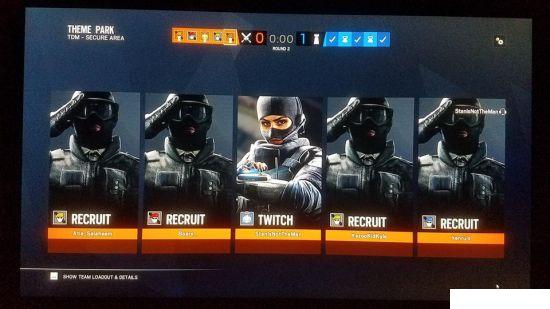 THEME PARK
TDM - SECURE AREA
0
0:00
1
ROUND 2
StanIsNotTheMan
RECRUIT
RECRUIT
TWITCH
RECRUIT
RECRUIT
StanIsNotTheMan
SHOW TEAM LOADOUT & DETAILS